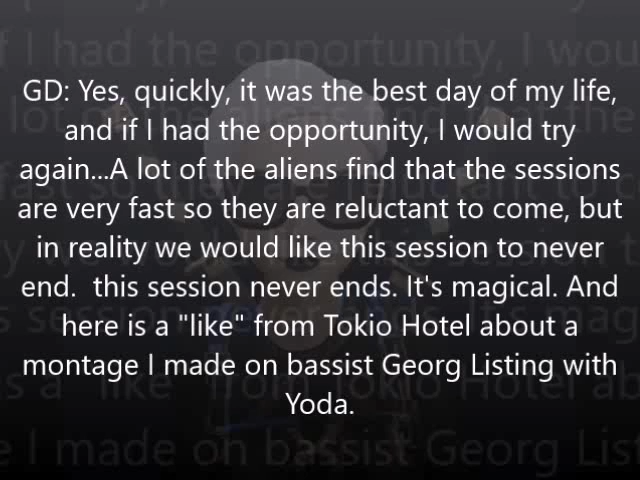 GD: Yes, quickly, it was the best day of my life,
and if I had the opportunity, I would try
again...A lot of the aliens find that the sessions
are very fast so they are reluctant to come, but
in reality we would like this session to never
end.  this session never ends. It's magical. And
here is a "like" from Tokio Hotel about a
montage I made on bassist Georg Listing with
Yoda.